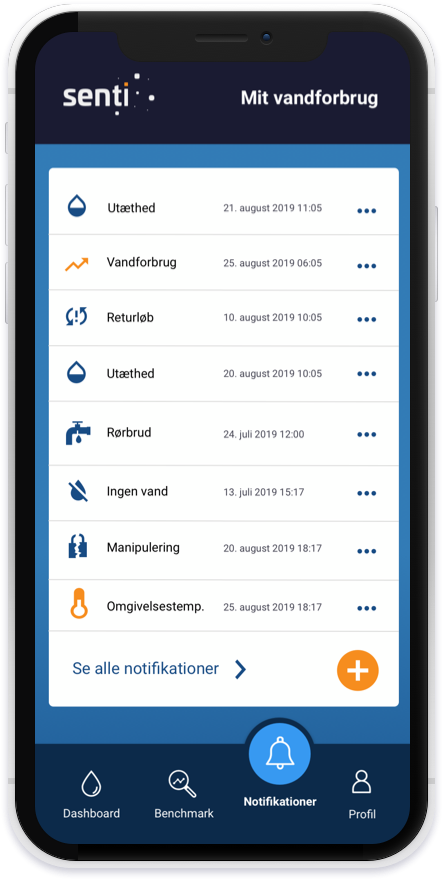 senti
Mit vandforbrug
Utæthed 21. august 2019 11:05
Vandforbrug 25. august 2019 06:05
Returløb 10. august 2019 10:05
Utæthed 20. august 2019 10:05
Rørbrud 24. juli 2019 12:00
Ingen vand 13. juli 2019 15:17
Manipulering 20. august 2019 18:17
Omgivelsestemp. 25. august 2019 18:17
Se alle notifikationer
Dashboard Benchmark Notifikationer Profil